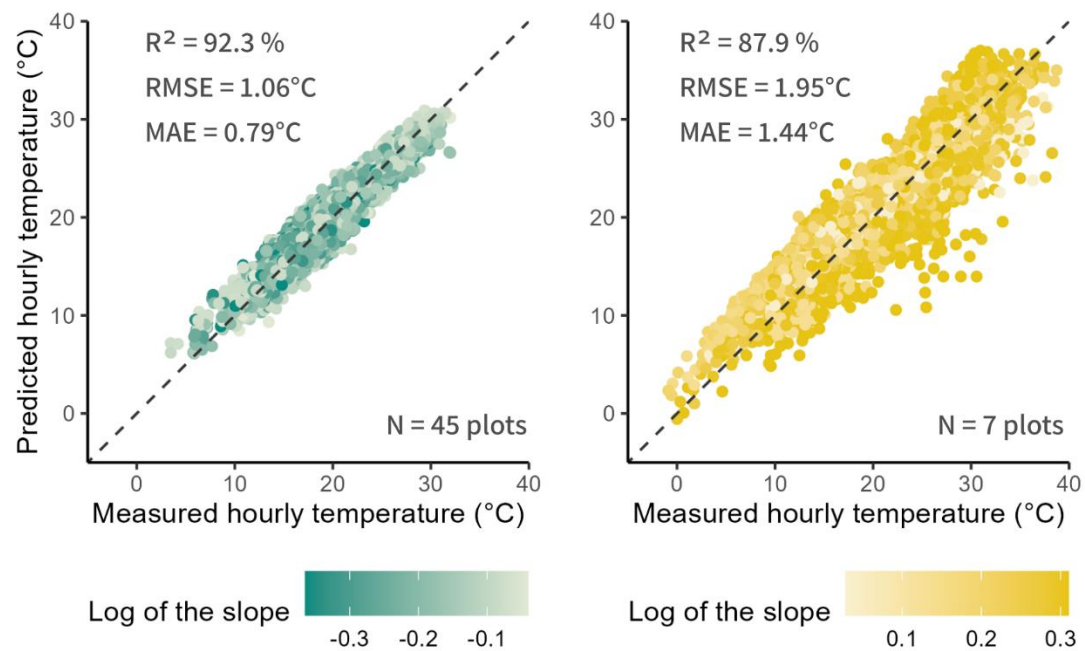 Predicted hourly temperature (°C)
40
30
20
10
0
R² = 92.3 %
RMSE = 1.06°C
MAE = 0.79°C
N = 45 plots
0 10 20 30 40
Measured hourly temperature (°C)
40
30
20
10
0
R² = 87.9 %
RMSE = 1.95°C
MAE = 1.44°C
N = 7 plots
0 10 20 30 40
Measured hourly temperature (°C)
Log of the slope
-0.3 -0.2 -0.1
Log of the slope
0.1 0.2 0.3